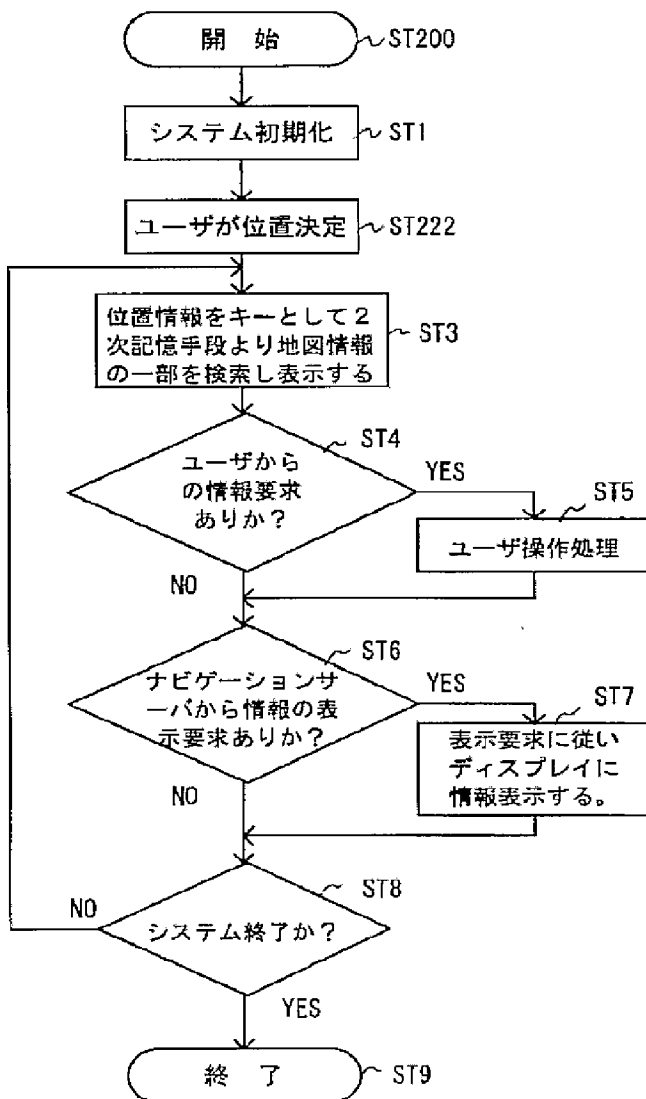 開 始
ST200
システム初期化
ST1
ユーザが位置決定
ST222
位置情報をキーとして2
次記憶手段より地図情報
の一部を検索し表示する
ST3
ST4
ユーザから
の情報要求
ありか?
YES
ST5
ユーザ操作処理
NO
ST6
ナビゲーションサ
ーバから情報の表
示要求ありか?
YES
ST7
表示要求に従い
ディスプレイに
情報表示する。
NO
ST8
NO
システム終了か?
YES
終 了
ST9